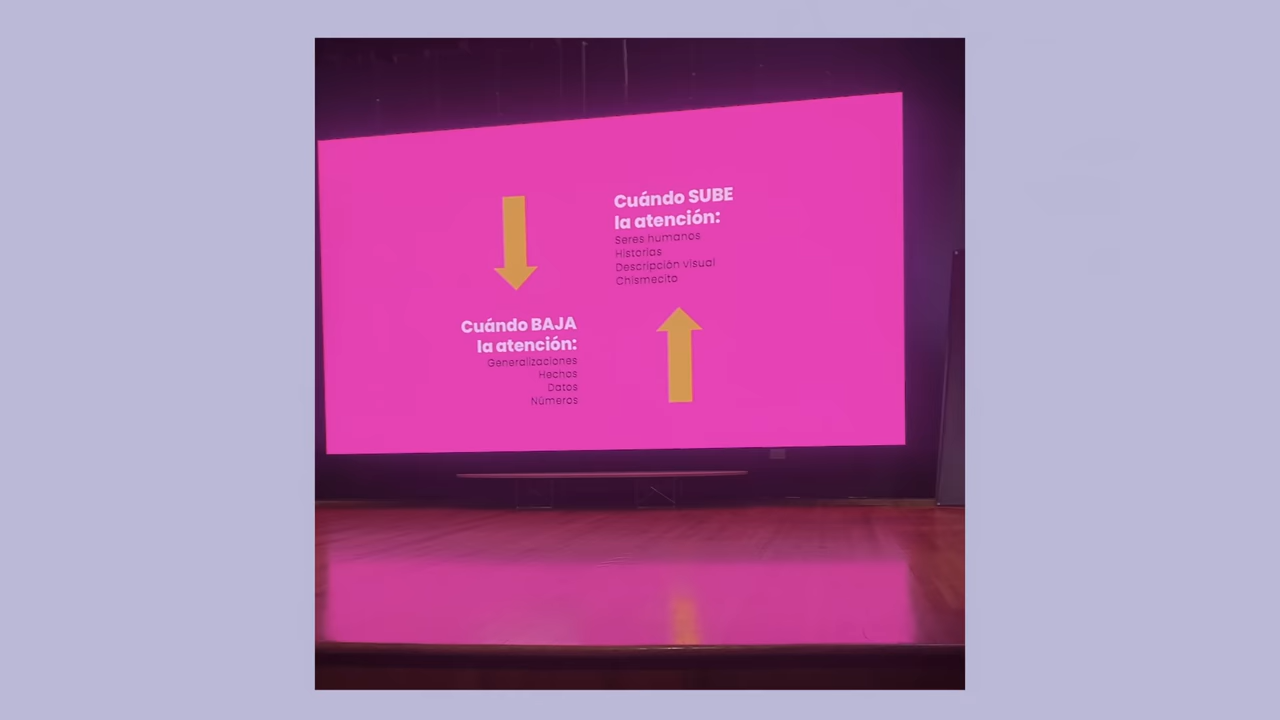 Cuándo SUBE
la atención:
Seres humanos
Historias
Descripción visual
Chismecito
Cuándo BAJA
la atención:
Generalizaciones
Hechos
Datos
Números